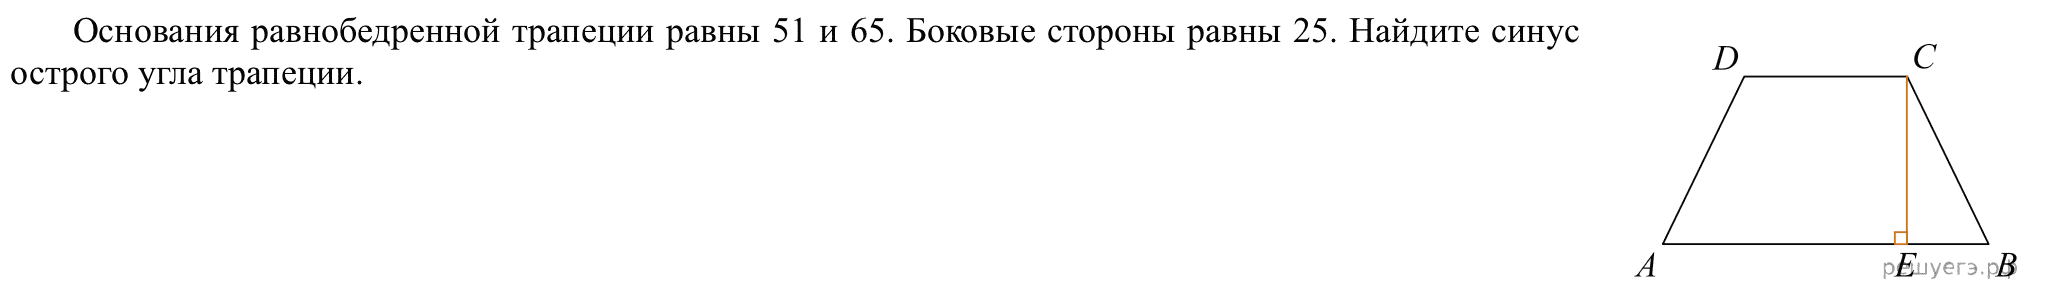 Основания равнобедренной трапеции равны 51 и 65. Боковые стороны равны 25. Найдите синус
острого угла трапеции.
D C
A E B
решуегэ.рф